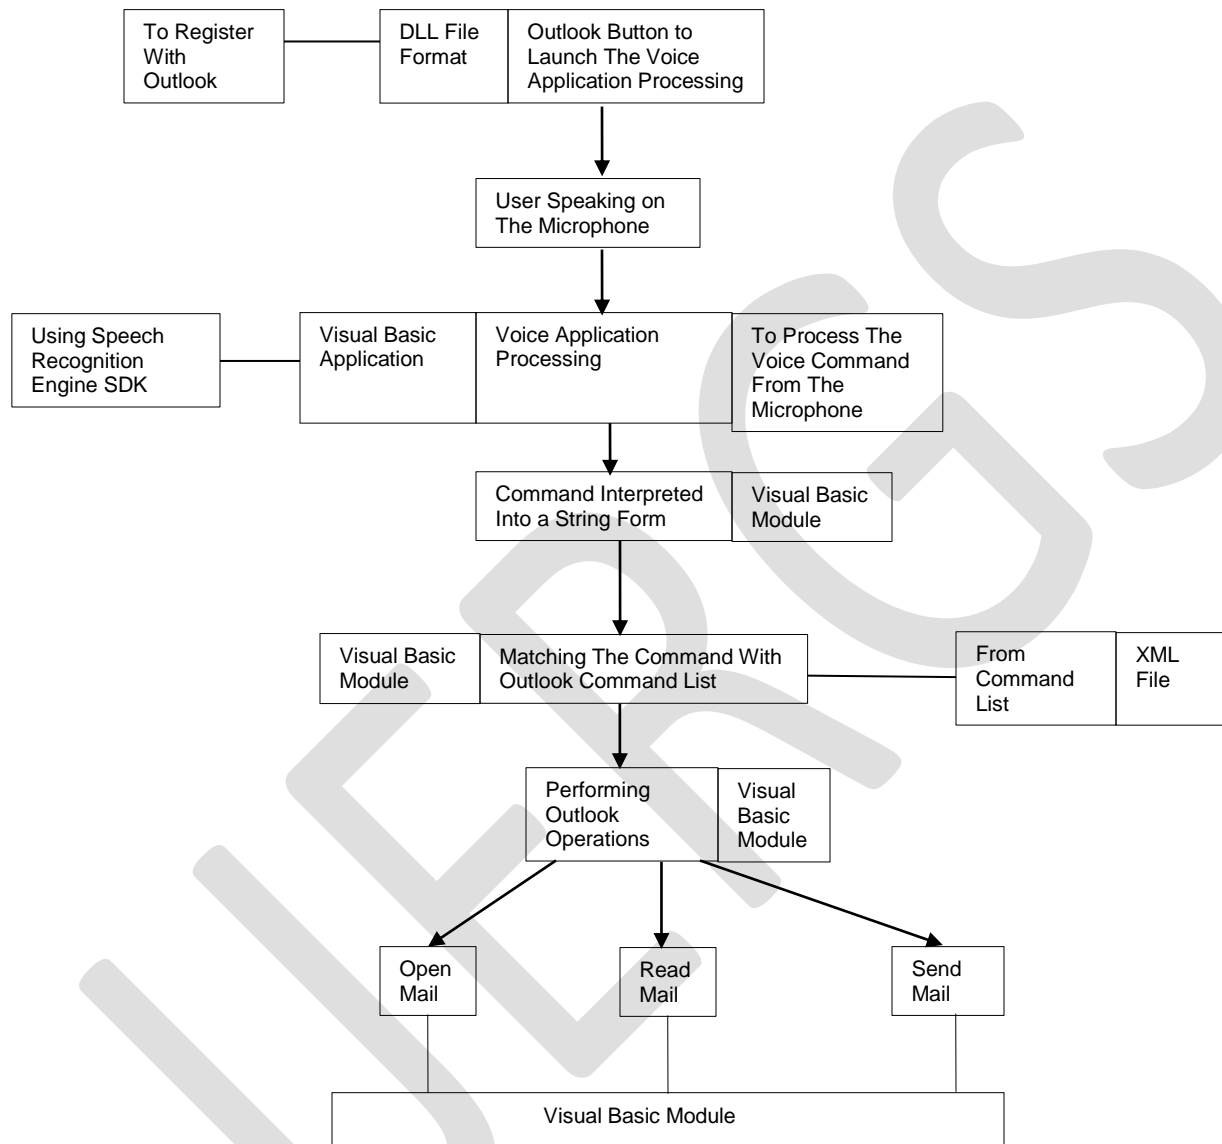 To Register
With
Outlook
DLL File
Format
Outlook Button to
Launch The Voice
Application Processing
User Speaking on
The Microphone
Using Speech
Recognition
Engine SDK
Visual Basic
Application
Voice Application
Processing
To Process The
Voice Command
From The
Microphone
Command Interpreted
Into a String Form
Visual Basic
Module
Visual Basic
Module
Matching The Command With
Outlook Command List
From
Command
List
XML
File
Performing
Outlook
Operations
Visual
Basic
Module
Open
Mail
Read
Mail
Send
Mail
Visual Basic Module
IJERGS